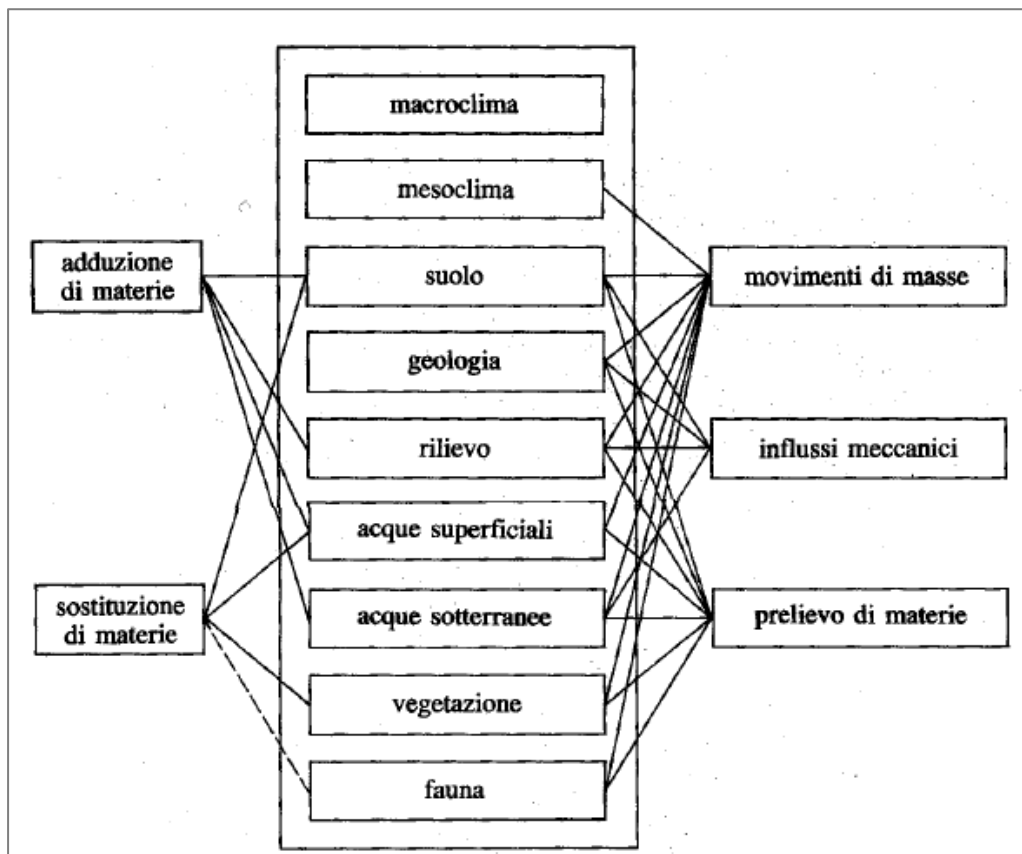 macroclima
mesoclima
adduzione
di materie
suolo
movimenti di masse
geologia
rilievo
influssi meccanici
acque superficiali
sostituzione
di materie
acque sotterranee
prelievo di materie
vegetazione
fauna